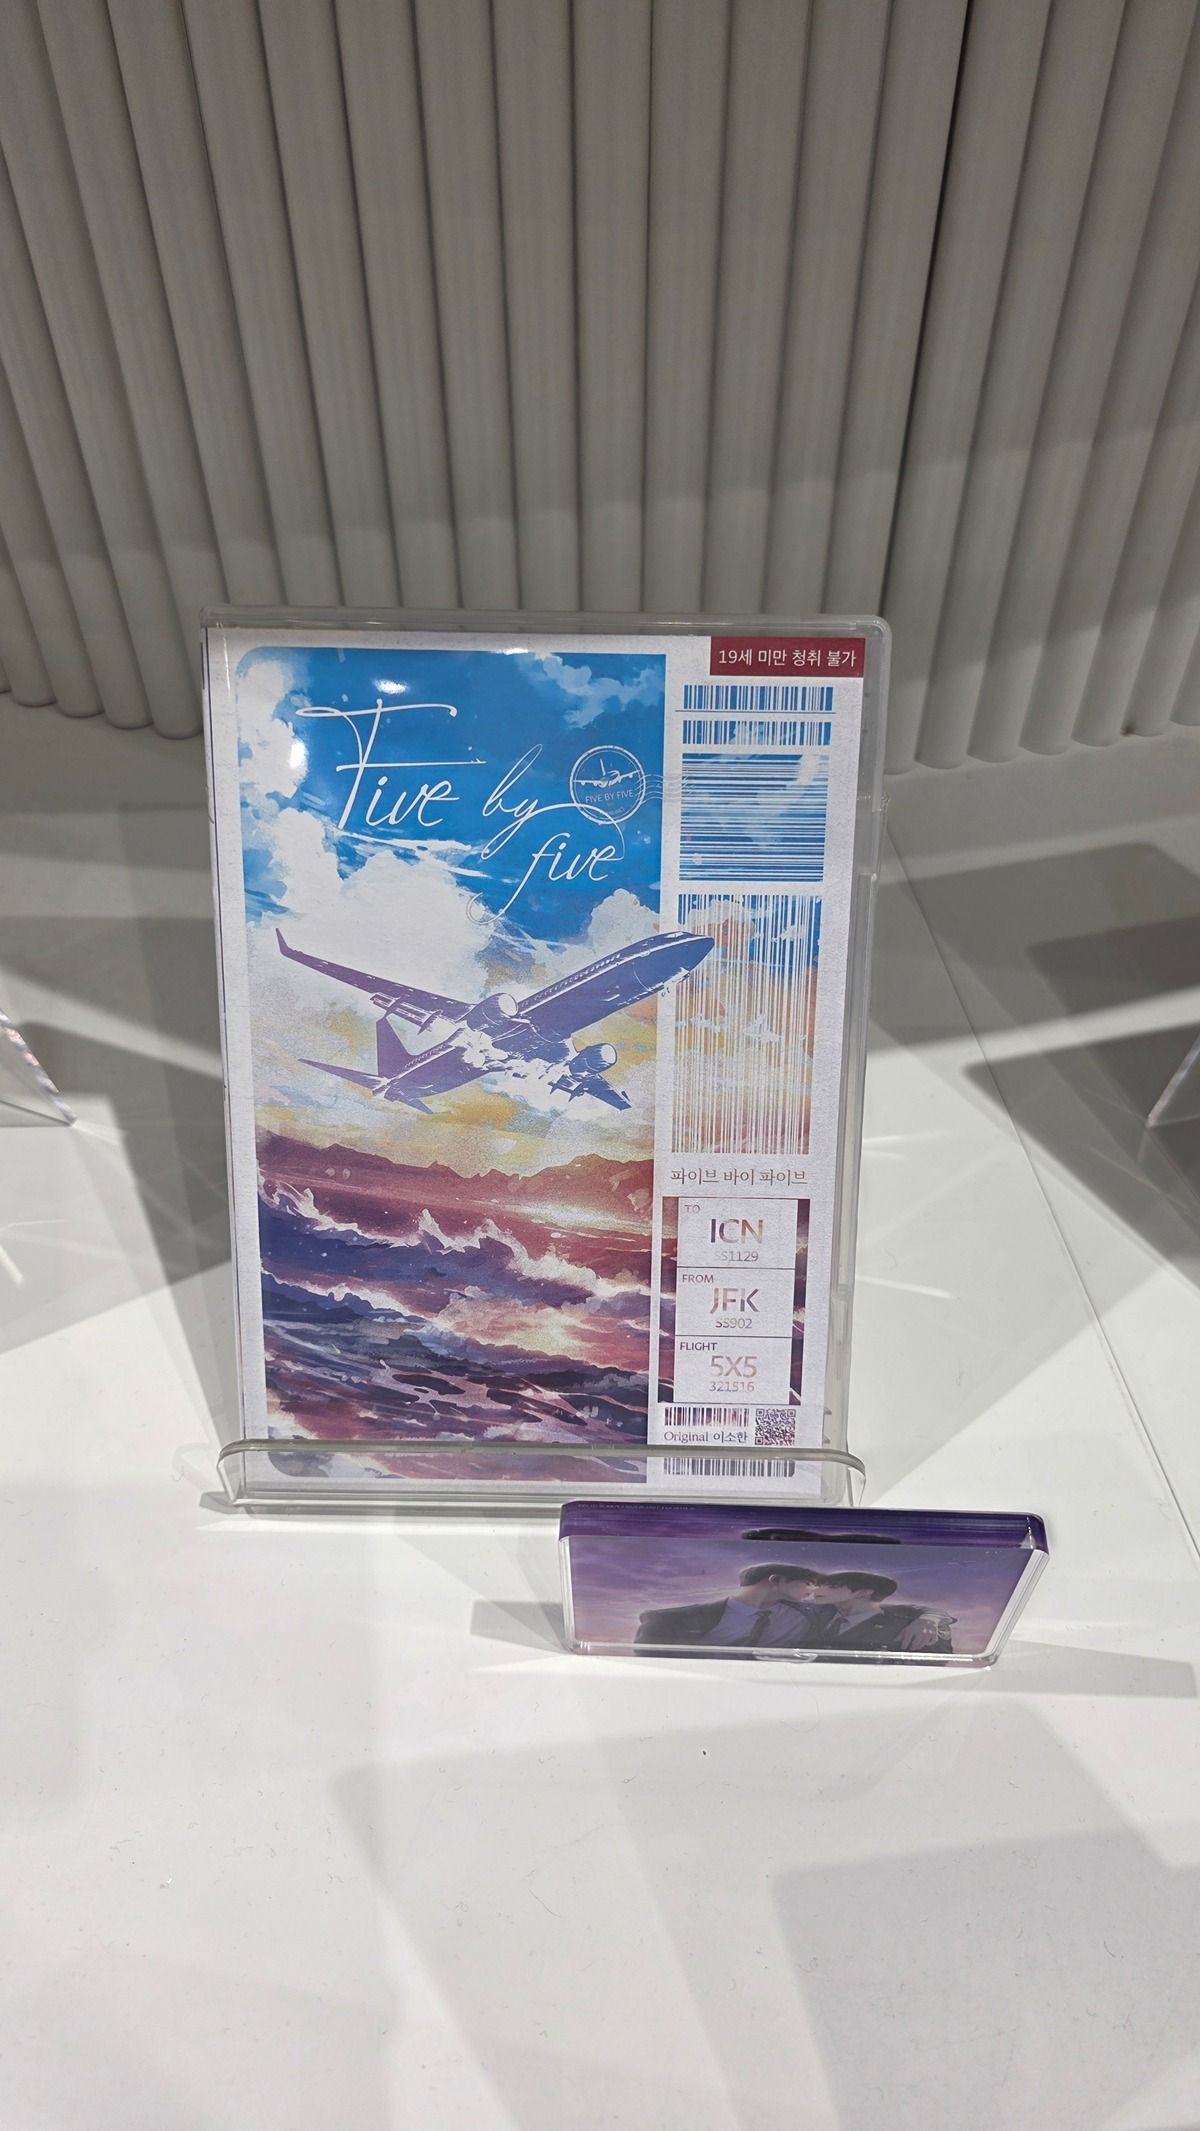 19세 미만 청취 불가
Five by
five
FIVE BY FIVE
파이브 바이 파이브
TO
ICN
SS1129
FROM
JFK
SS902
FLIGHT
5X5
321516
Original 이소한